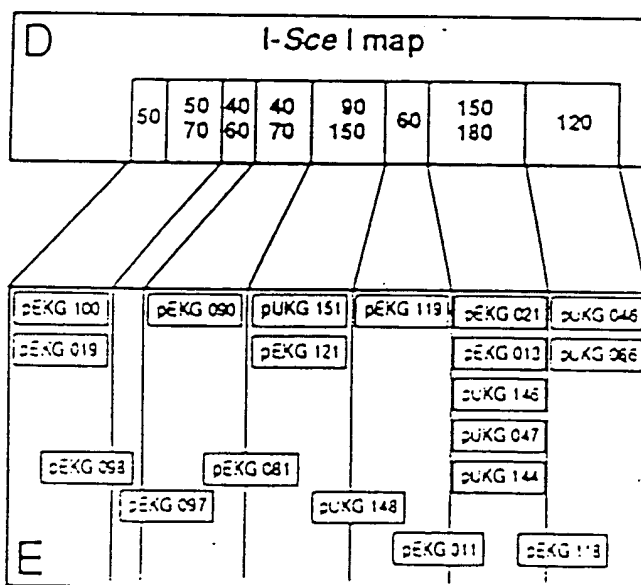 D
I-Sce I map
50 50 40 40 90 60 150 120
70 60 70 150 180
pEKG 100 pEKG 090 pUKG 151 pEKG 119 pEKG 021 pUKG 046
pEKG 019 pEKG 121 pEKG 013 pUKG 066
pUKG 146
pUKG 047
pEKG 093 pEKG 081 pUKG 144
pEKG 097 pUKG 148
pEKG 011 pEKG 113
E